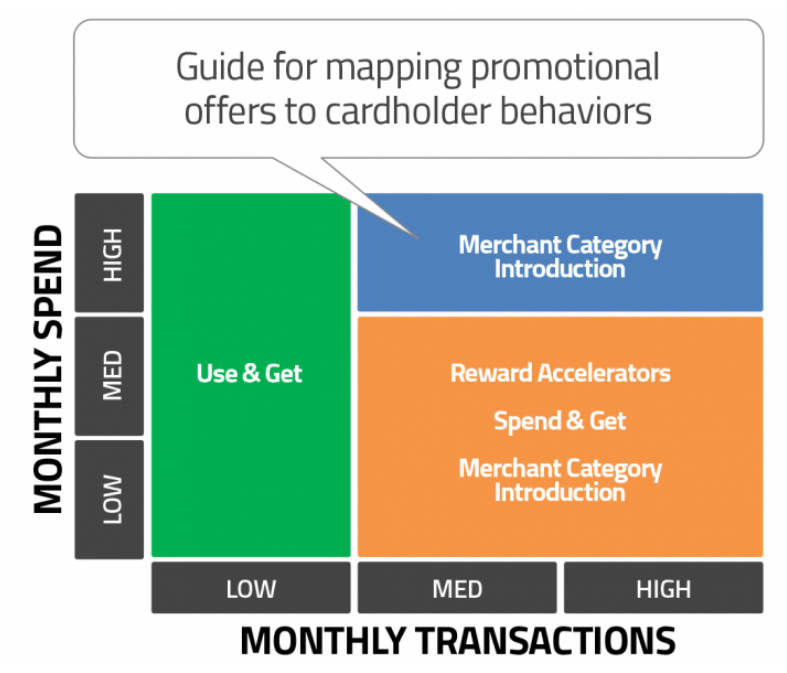 Guide for mapping promotional
offers to cardholder behaviors
MONTHLY SPEND
HIGH
MED
LOW
Use & Get
Merchant Category
Introduction
Reward Accelerators
Spend & Get
Merchant Category
Introduction
LOW
MED
HIGH
MONTHLY TRANSACTIONS